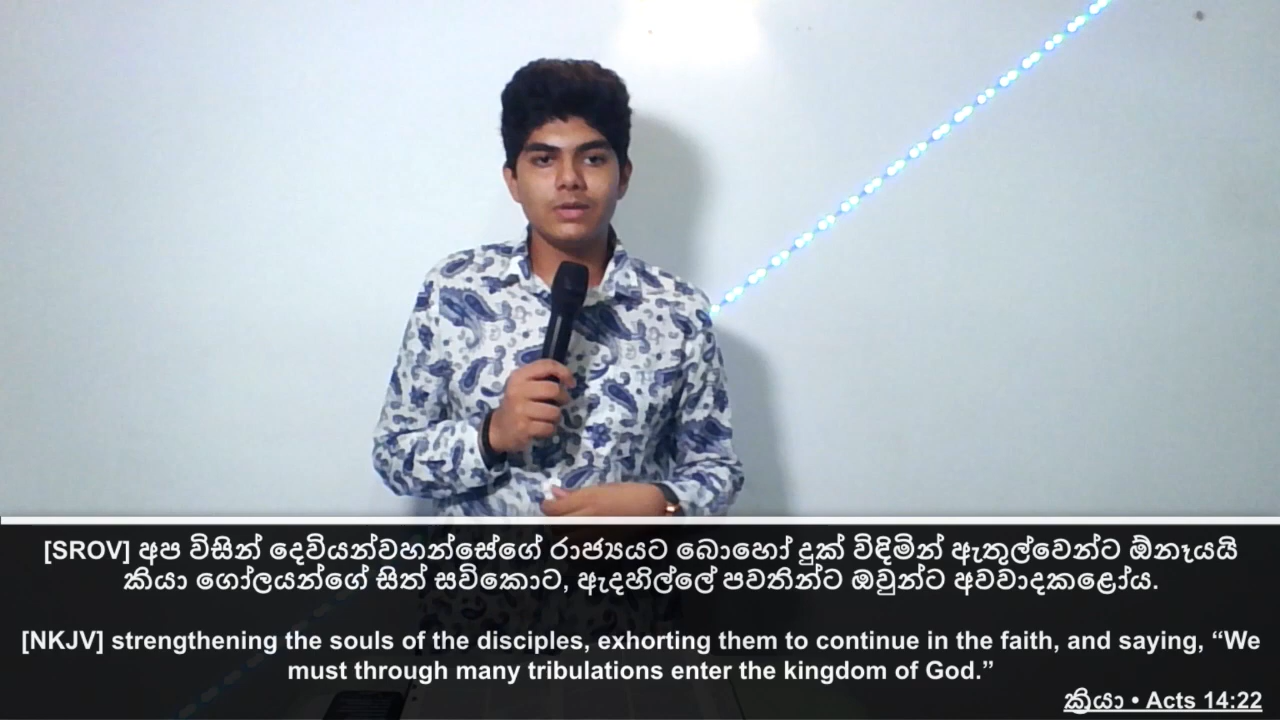 [SROV] අප විසින් දෙවියන්වහන්සේගේ රාජ්‍යයට බොහෝ දුක් විඳිමින් ඇතුල්වෙන්ට ඕනෑයයි
කියා ගෝලයන්ගේ සිත් සවිකොට, ඇදහිල්ලේ පවතින්ට ඔවුන්ට අවවාදකළෝය.
[NKJV] strengthening the souls of the disciples, exhorting them to continue in the faith, and saying, “We
must through many tribulations enter the kingdom of God.”
ක්‍රියා • Acts 14:22